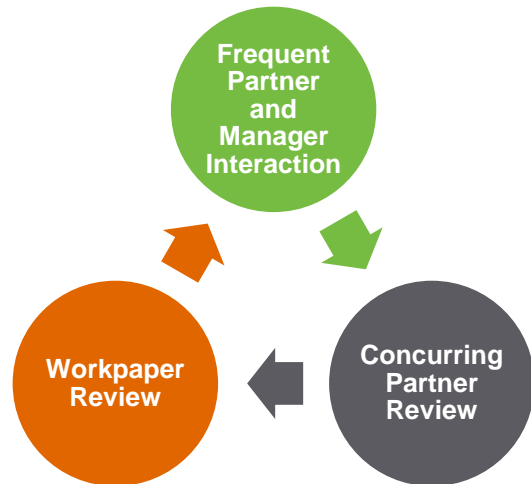 Frequent
Partner
and
Manager
Interaction
Concurring
Partner
Review
Workpaper
Review